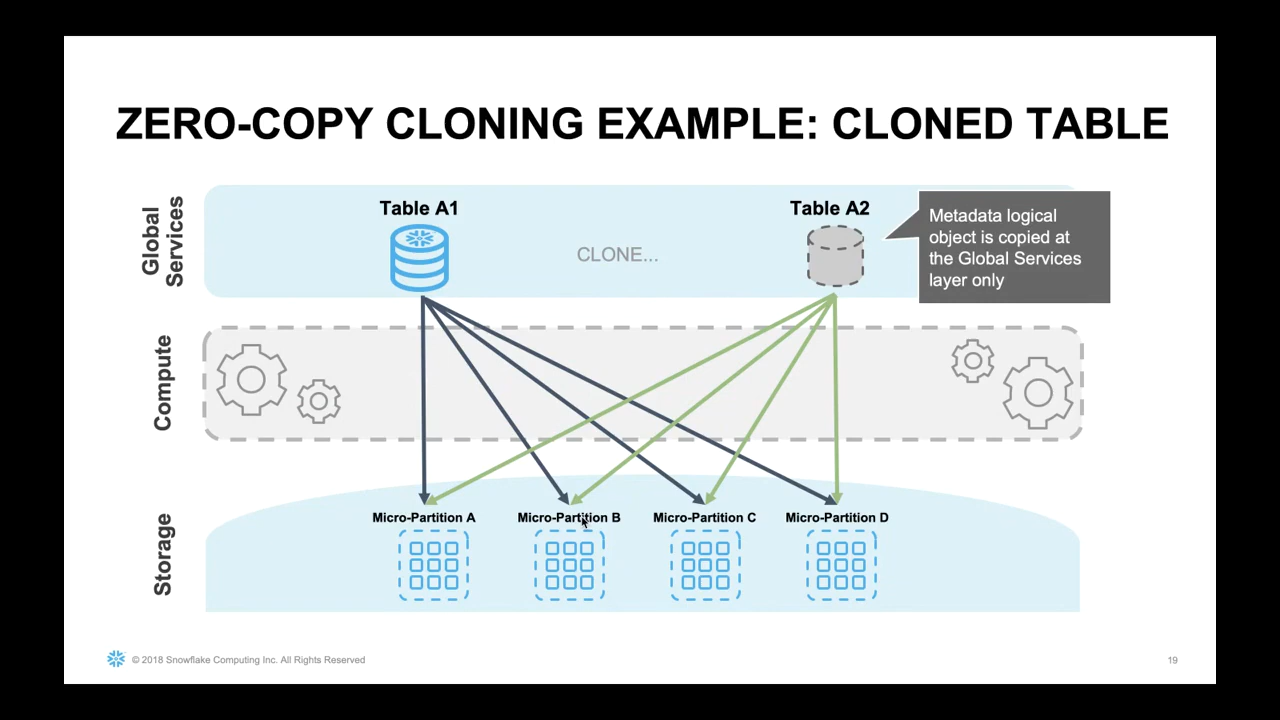 ZERO-COPY CLONING EXAMPLE: CLONED TABLE
Global
Services
Table A1
CLONE...
Table A2
Metadata logical
object is copied at
the Global Services
layer only
Compute
Storage
Micro-Partition A
Micro-Partition B
Micro-Partition C
Micro-Partition D
© 2018 Snowflake Computing Inc. All Rights Reserved
19